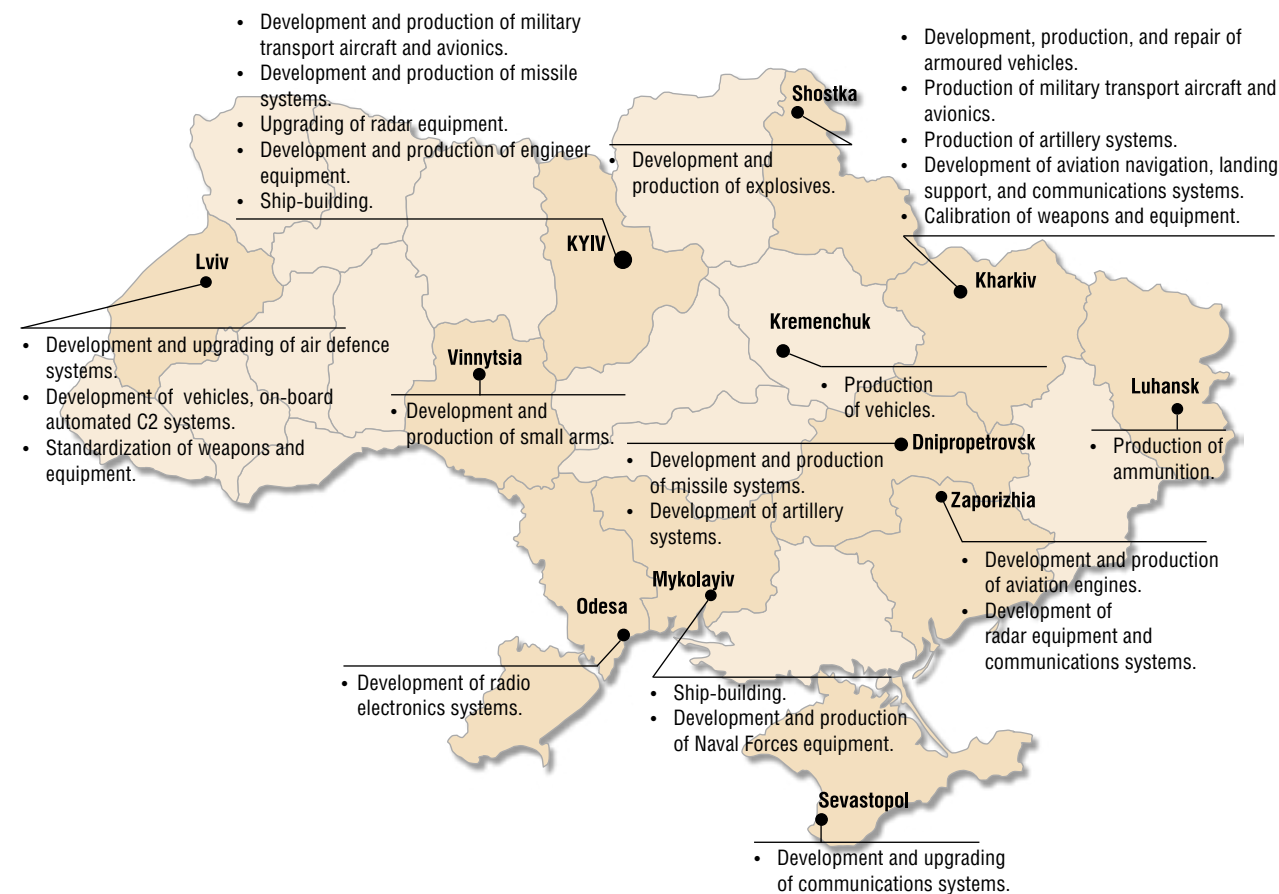 • Development and production of military
transport aircraft and avionics.
• Development and production of missile
systems.
• Upgrading of radar equipment.
• Development and production of engineer
equipment.
• Ship-building.
KYIV
Shostka
• Development and
production of explosives.
• Development, production, and repair of
armoured vehicles.
• Production of military transport aircraft and
avionics.
• Production of artillery systems.
• Development of aviation navigation, landing
support, and communications systems.
• Calibration of weapons and equipment.
Kharkiv
Lviv
• Development and upgrading of air defence
systems.
• Development of vehicles, on-board
automated C2 systems.
• Standardization of weapons and
equipment.
Vinnytsia
• Development and
production of small arms.
Kremenchuk
• Production
of vehicles.
Luhansk
• Production of
ammunition.
Dnipropetrovsk
• Development and production
of missile systems.
• Development of artillery
systems.
Zaporizhia
• Development and production
of aviation engines.
• Development of
radar equipment and
communications systems.
Mykolayiv
• Ship-building.
• Development and production
of Naval Forces equipment.
Odesa
• Development of radio
electronics systems.
Sevastopol
• Development and upgrading
of communications systems.